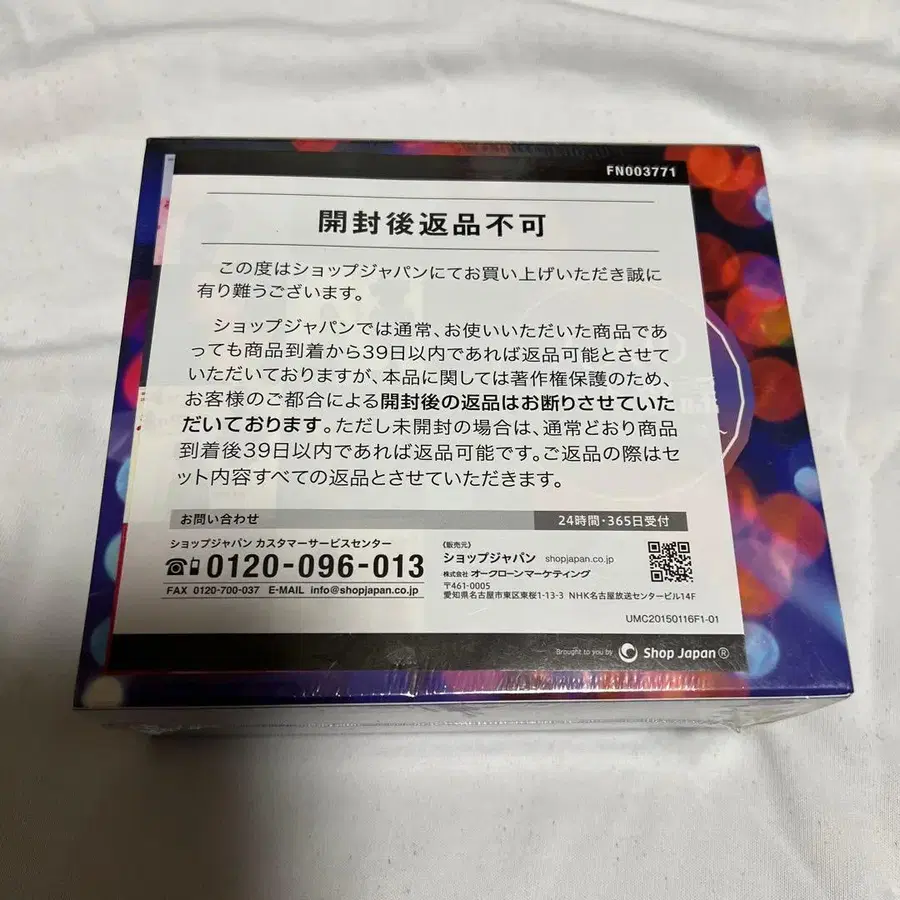 FN003771
開封後返品不可
この度はショップジャパンにてお買い上げいただき誠に
有り難うございます。
ショップジャパンでは通常、お使いいただいた商品であ
っても商品到着から39日以内であれば返品可能とさせて
いただいておりますが、本品に関しては著作権保護のため、
お客様のご都合による開封後の返品はお断りさせていた
だいております。ただし未開封の場合は、通常どおり商品
到着後39日以内であれば返品可能です。ご返品の際はセ
ット内容すべての返品とさせていただきます。
お問い合わせ 24時間・365日受付
ショップジャパン カスタマーサービスセンター
0120-096-013
FAX 0120-700-037 E-MAIL info@shopjapan.co.jp
《販売元》
ショップジャパン shopjapan.co.jp
株式会社 オークローンマーケティング
〒461-0005
愛知県名古屋市東区東桜1-13-3 NHK名古屋放送センタービル14F
UMC20150116F1-01
Brought to you by Shop Japan®